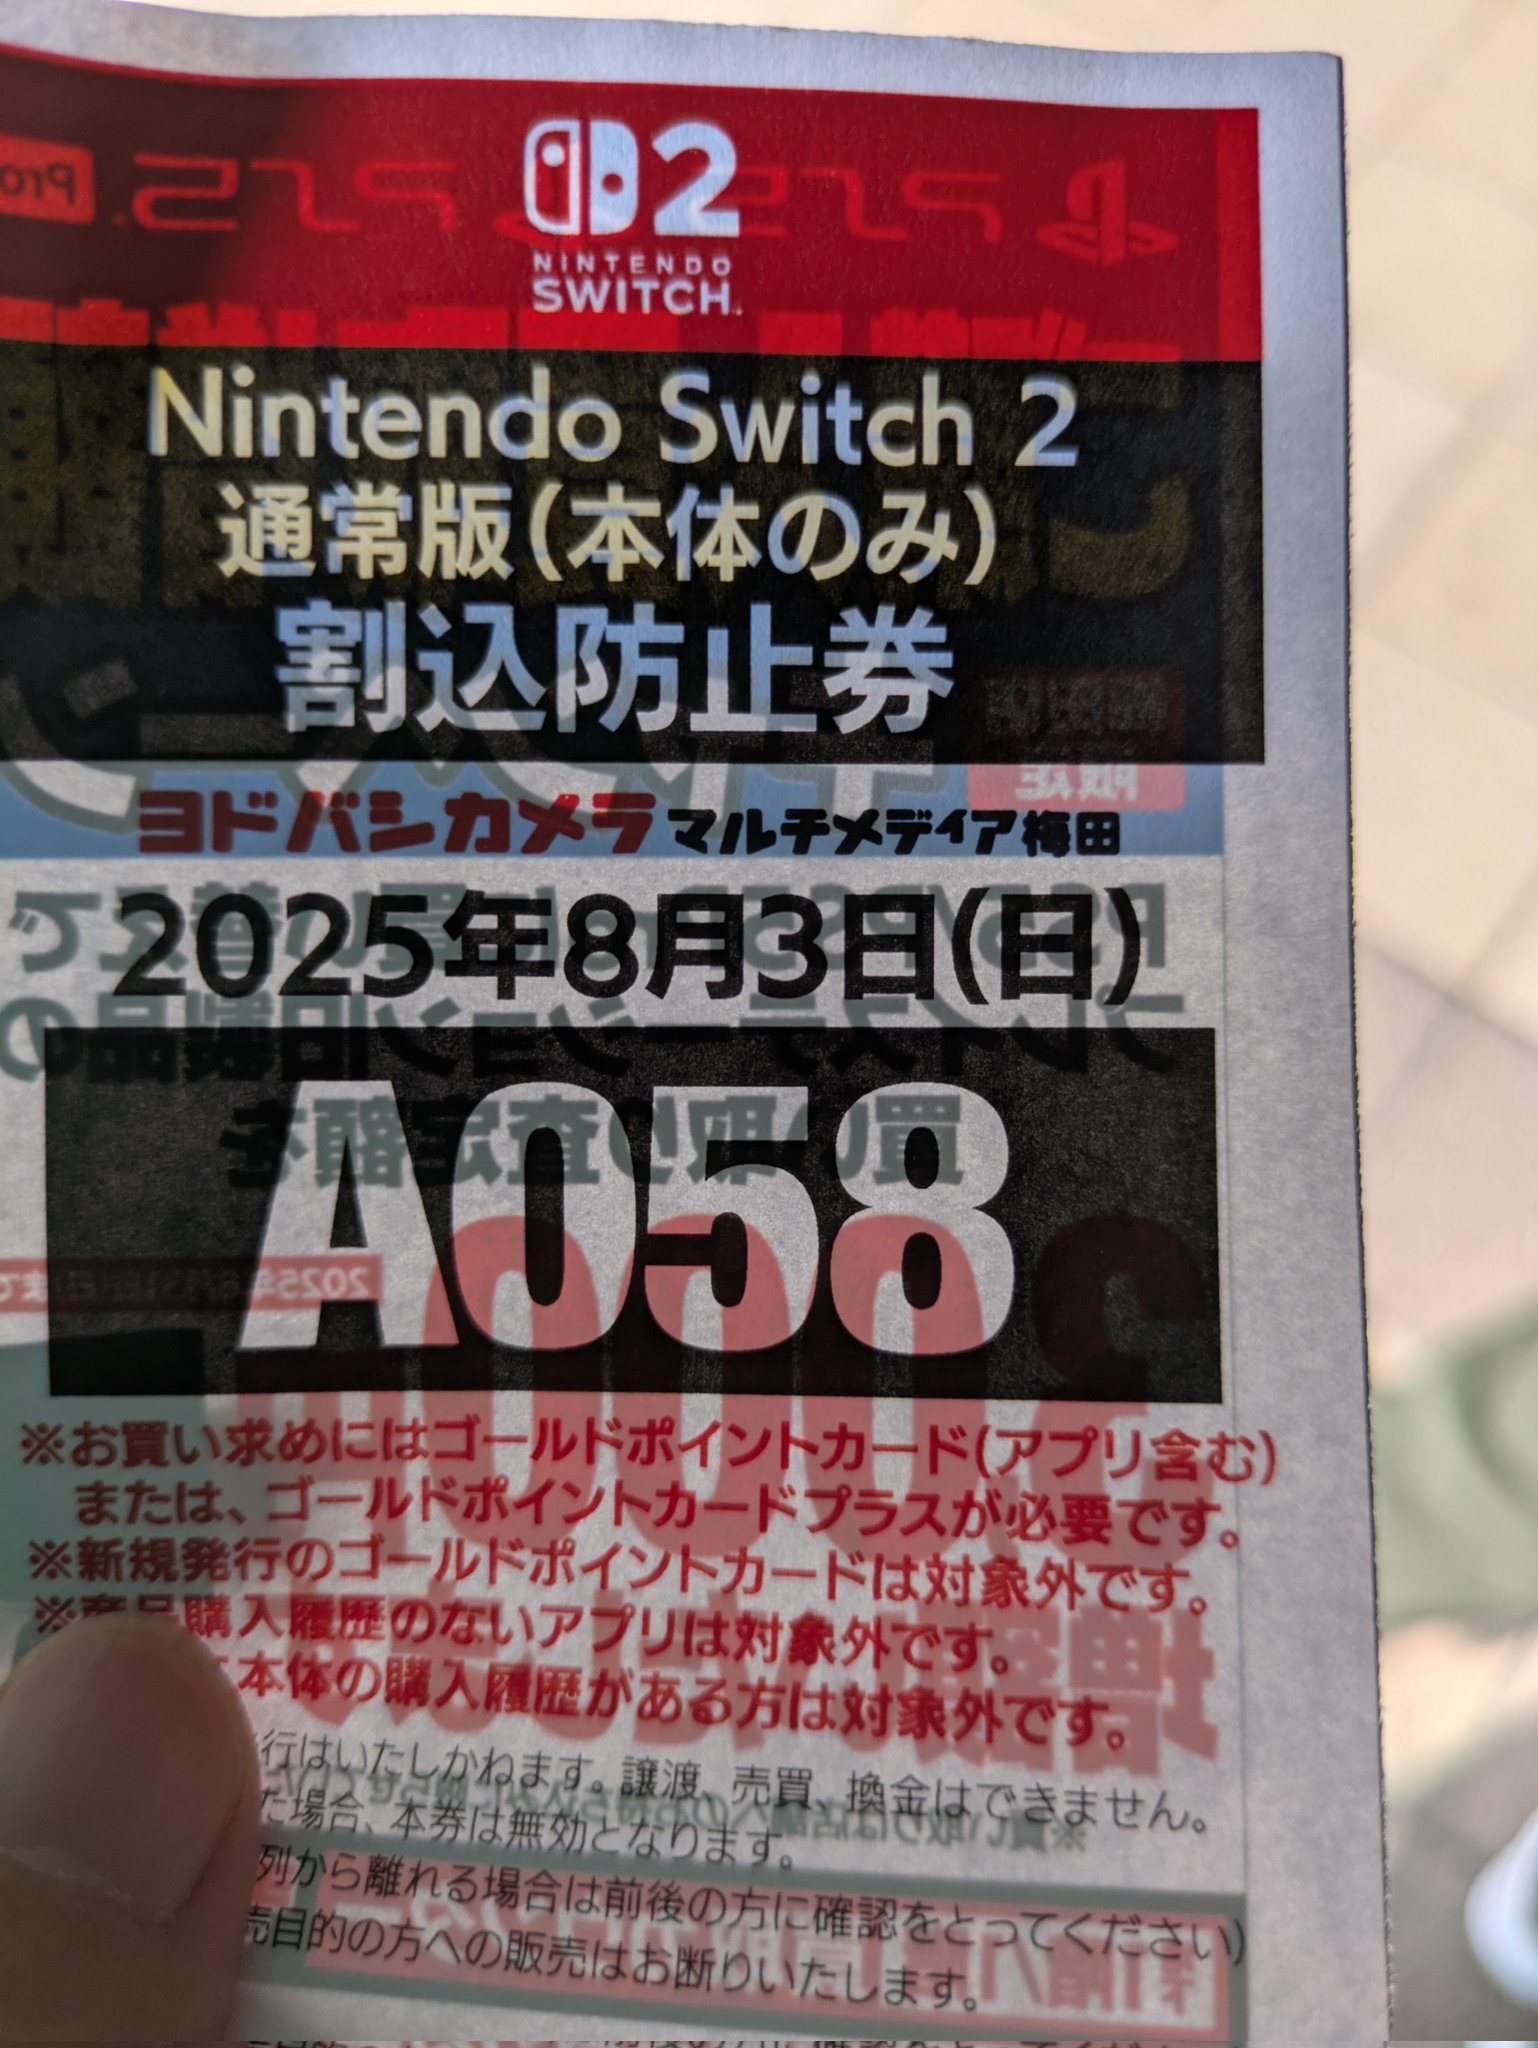 2
NINTENDO
SWITCH
Nintendo Switch 2
通常版(本体のみ)
割込防止券
ヨドバシカメラ マルチメディア梅田
2025年8月3日(日)
A058
※お買い求めにはゴールドポイントカード(アプリ含む)
または、ゴールドポイントカードプラスが必要です。
※新規発行のゴールドポイントカードは対象外です。
※商品購入履歴のないアプリは対象外です。
本体の購入履歴がある方は対象外です。
行はいたしかねます。譲渡、売買、換金はできません。
た場合、本券は無効となります。
列から離れる場合は前後の方に確認をとってください)
売目的の方への販売はお断りいたします。